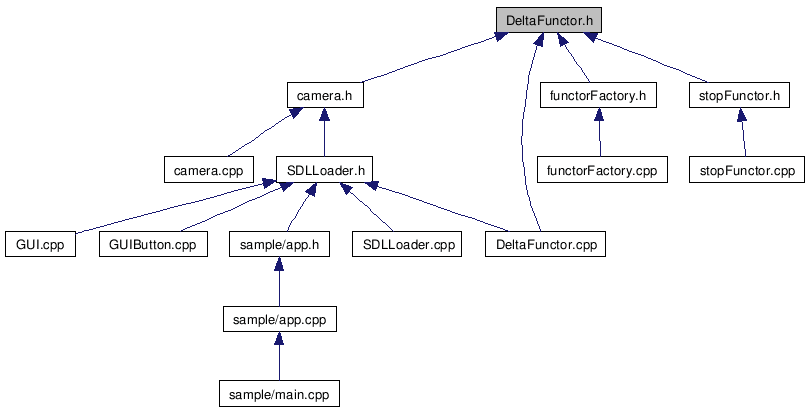 DeltaFunctor.h
camera.h
functorFactory.h
stopFunctor.h
camera.cpp
SDLLoader.h
functorFactory.cpp
stopFunctor.cpp
GUI.cpp
GUIButton.cpp
sample/app.h
SDLLoader.cpp
DeltaFunctor.cpp
sample/app.cpp
sample/main.cpp